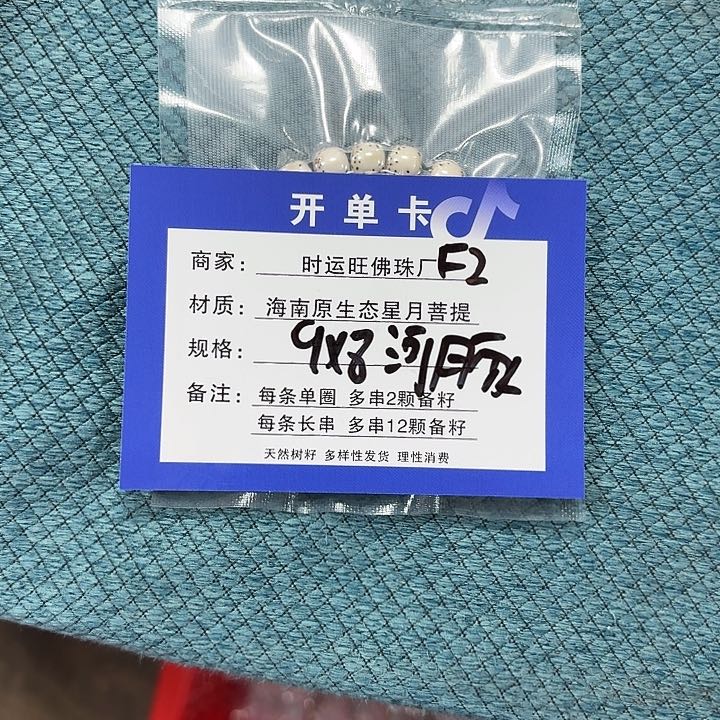 开单卡
商家：时运旺佛珠厂F2
材质：海南原生态星月菩提
规格：9x8
备注：每条单圈 多串2颗备籽
每条长串 多串12颗备籽
天然树籽 多样性发货 理性消费